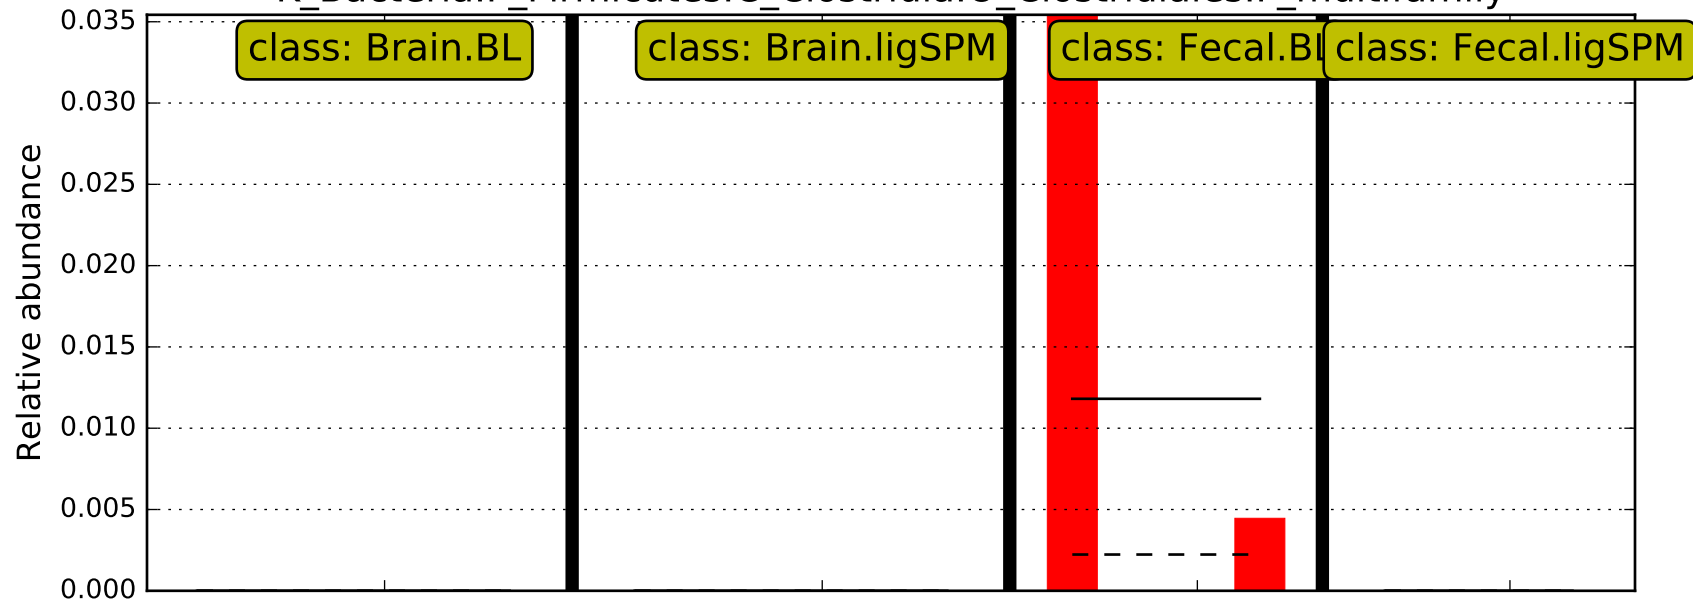 0.035
class: Brain.BL
class: Brain.ligSPM
class: Fecal.BL
class: Fecal.ligSPM
0.030
0.025
0.020
0.015
0.010
0.005
0.000
Relative abundance